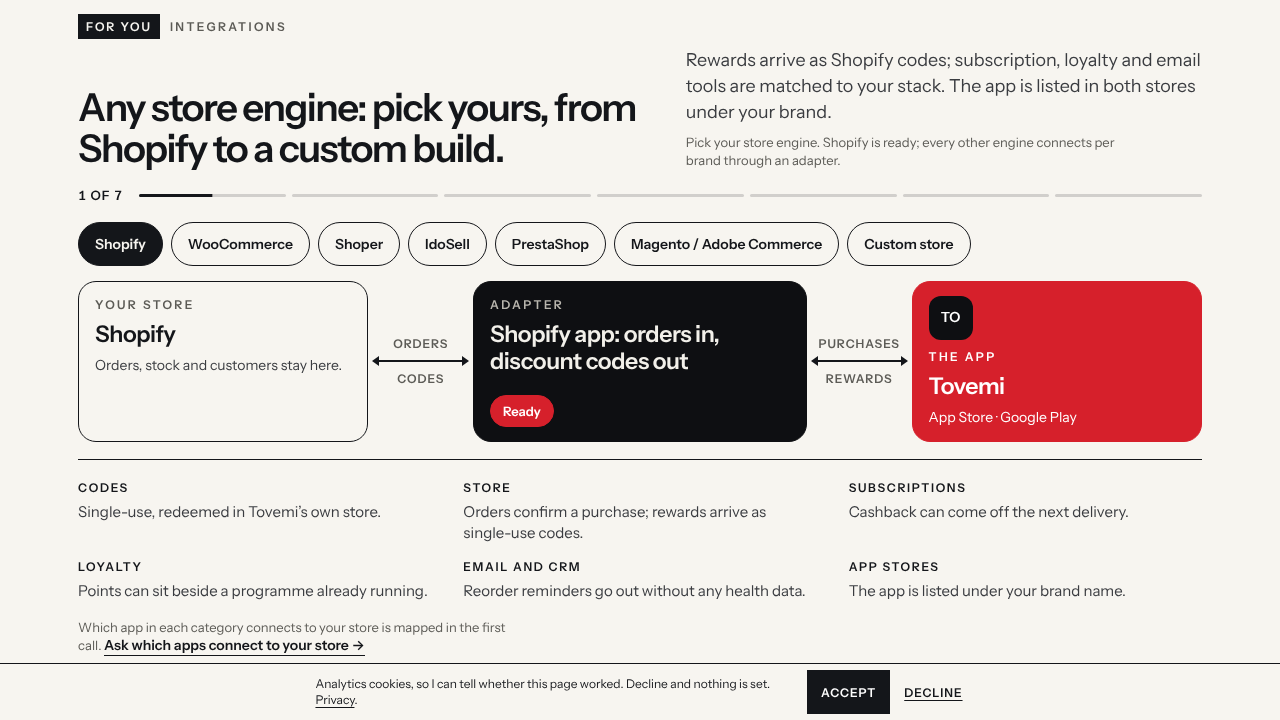 FOR YOU INTEGRATIONS
Any store engine: pick yours, from
Shopify to a custom build.
Rewards arrive as Shopify codes; subscription, loyalty and email
tools are matched to your stack. The app is listed in both stores
under your brand.
Pick your store engine. Shopify is ready; every other engine connects per
brand through an adapter.
1 OF 7
Shopify WooCommerce Shoper IdoSell PrestaShop Magento / Adobe Commerce Custom store
YOUR STORE
Shopify
Orders, stock and customers stay here.
ORDERS
CODES
ADAPTER
Shopify app: orders in,
discount codes out
Ready
PURCHASES
REWARDS
TO
THE APP
Tovemi
App Store · Google Play
CODES
Single-use, redeemed in Tovemi’s own store.
STORE
Orders confirm a purchase; rewards arrive as
single-use codes.
SUBSCRIPTIONS
Cashback can come off the next delivery.
LOYALTY
Points can sit beside a programme already running.
EMAIL AND CRM
Reorder reminders go out without any health data.
APP STORES
The app is listed under your brand name.
Which app in each category connects to your store is mapped in the first
call. Ask which apps connect to your store →
Analytics cookies, so I can tell whether this page worked. Decline and nothing is set.
Privacy.
ACCEPT DECLINE